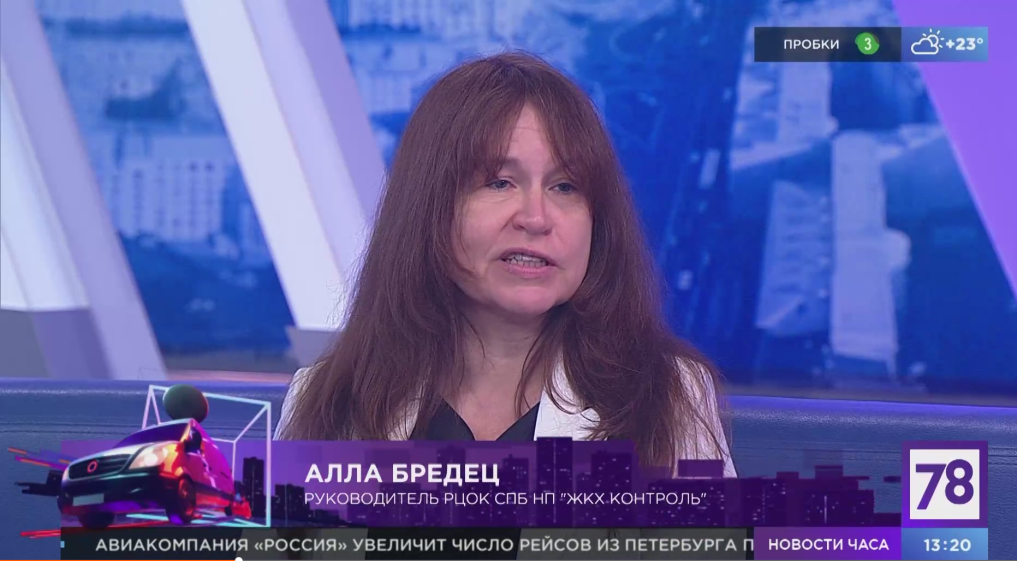 ПРОБКИ 3 +23°
АЛЛА БРЕДЕЦ
РУКОВОДИТЕЛЬ РЦОК СПБ НП "ЖКХ КОНТРОЛЬ"
78
АВИАКОМПАНИЯ «РОССИЯ» УВЕЛИЧИТ ЧИСЛО РЕЙСОВ ИЗ ПЕТЕРБУРГА П
НОВОСТИ ЧАСА 13:20